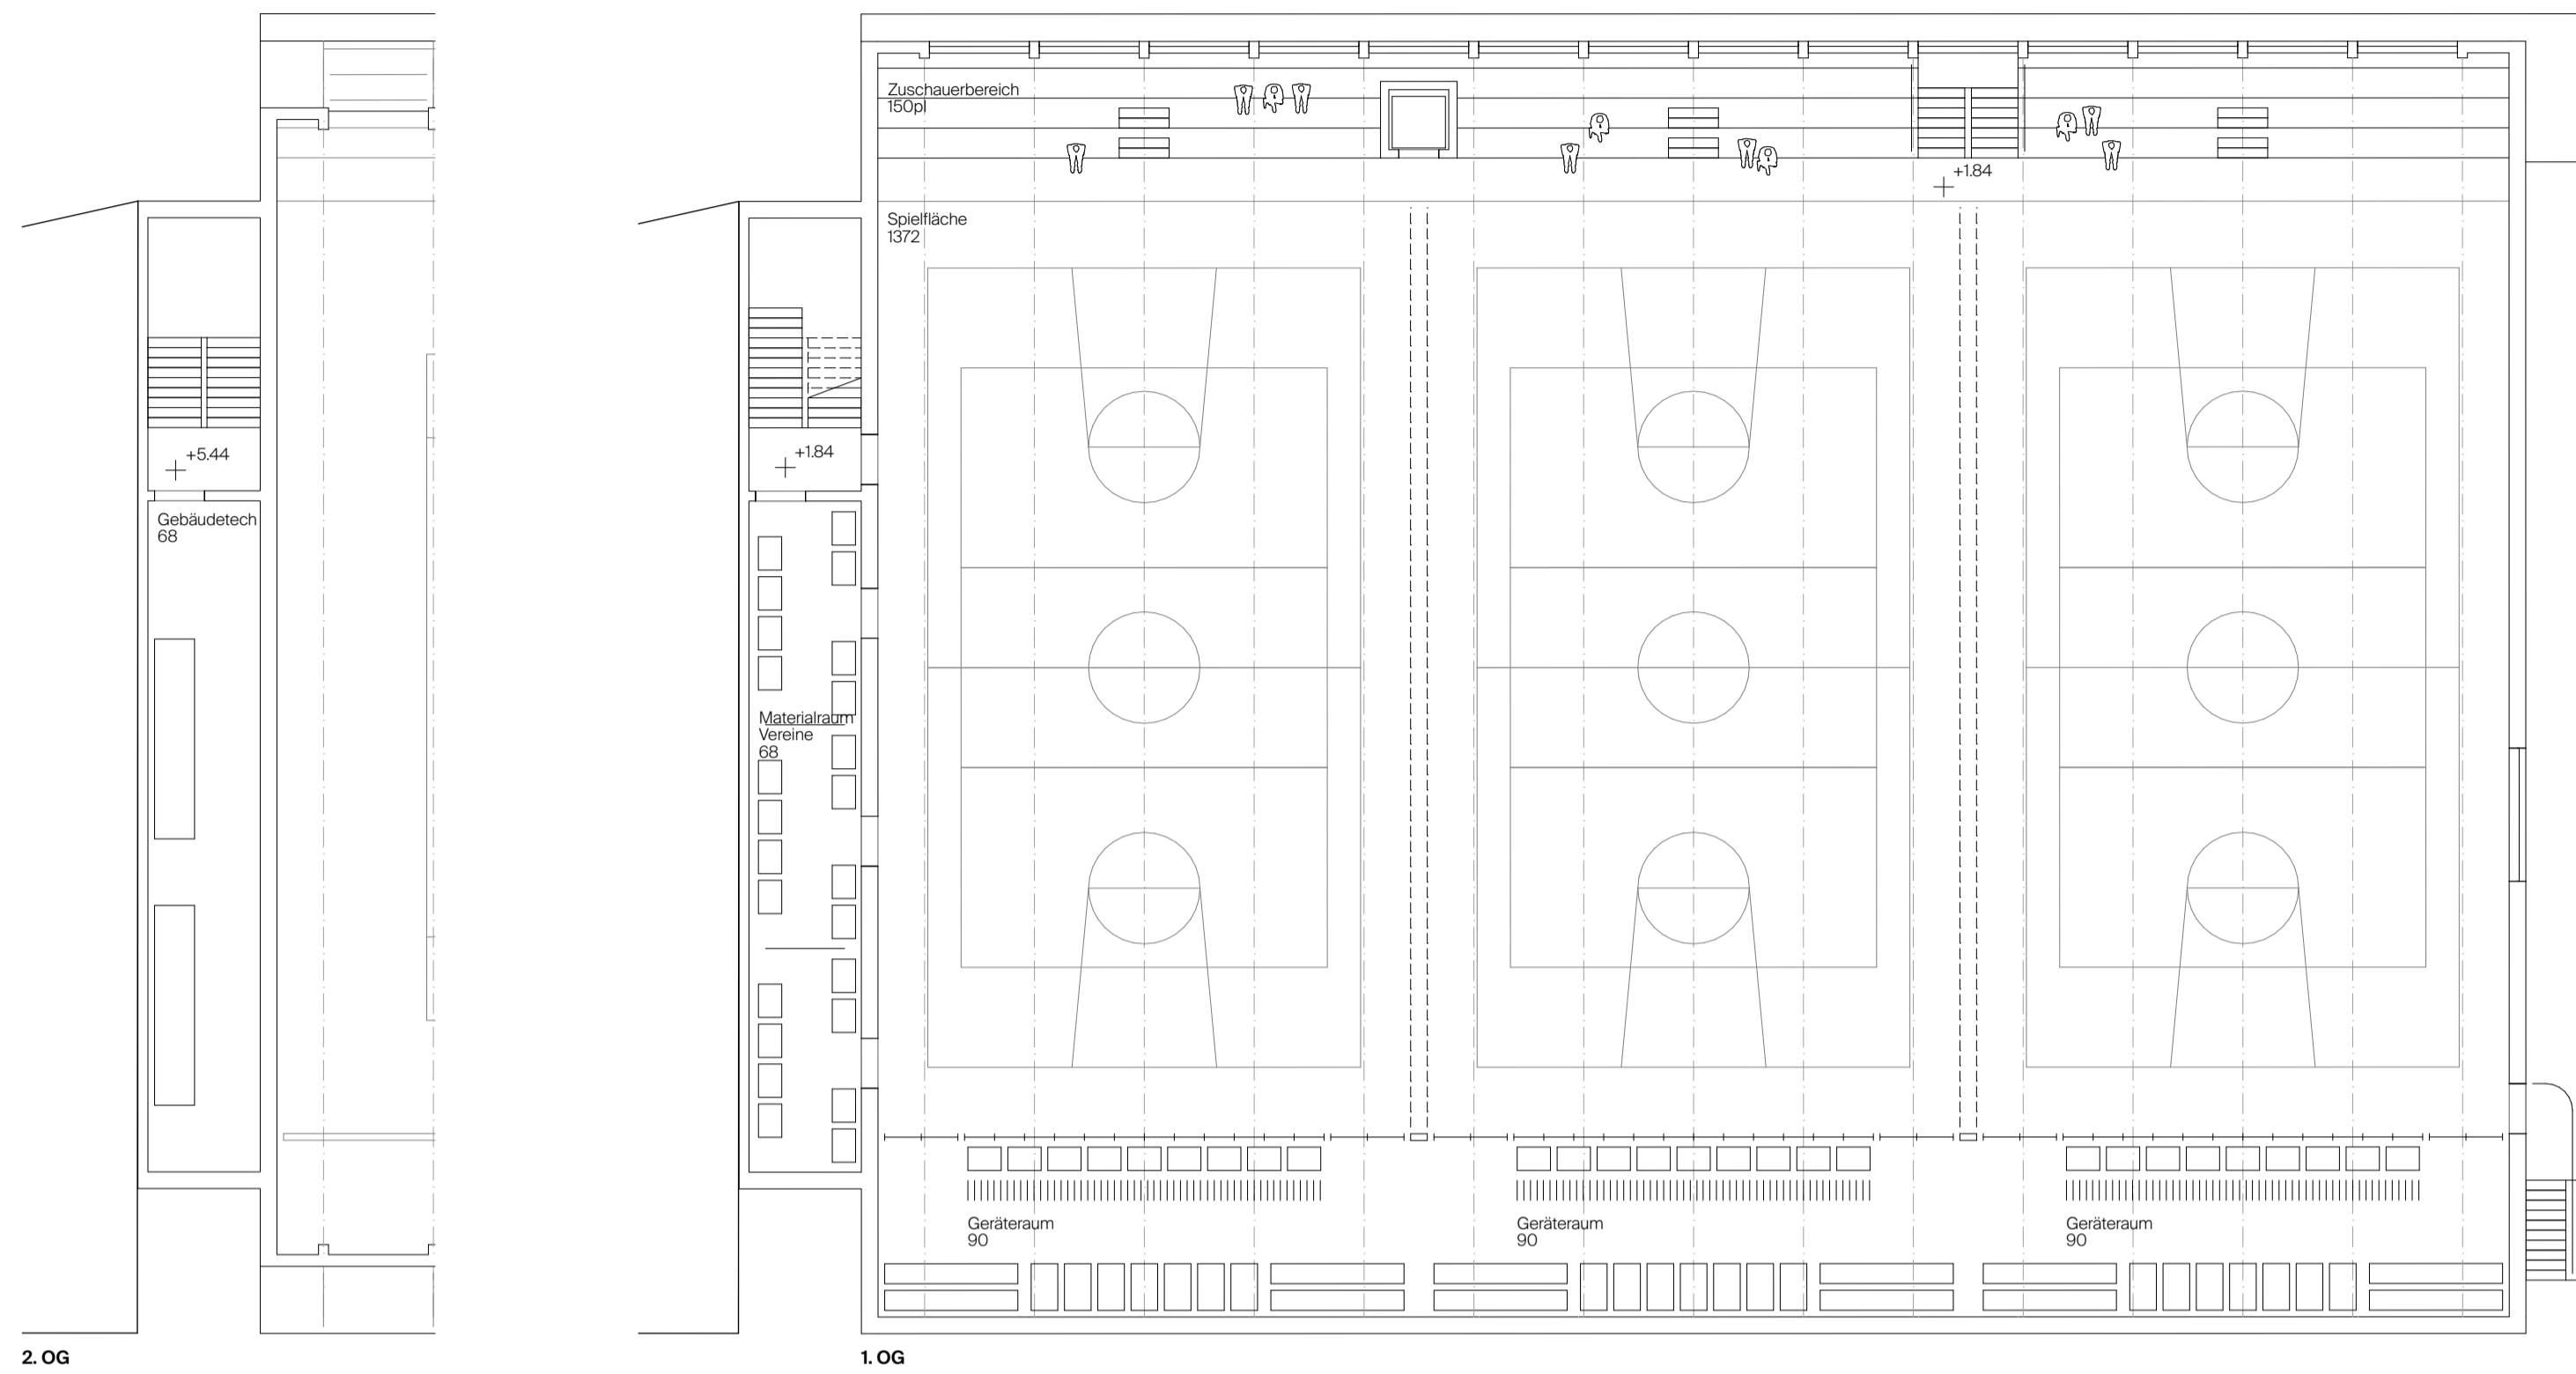 +5.44
Gebäudetech
68
2. OG
Zuschauerbereich
150pl
+1.84
Spielfläche
1372
+1.84
Materialraum
Vereine
68
Geräteraum
90
Geräteraum
90
Geräteraum
90
1. OG